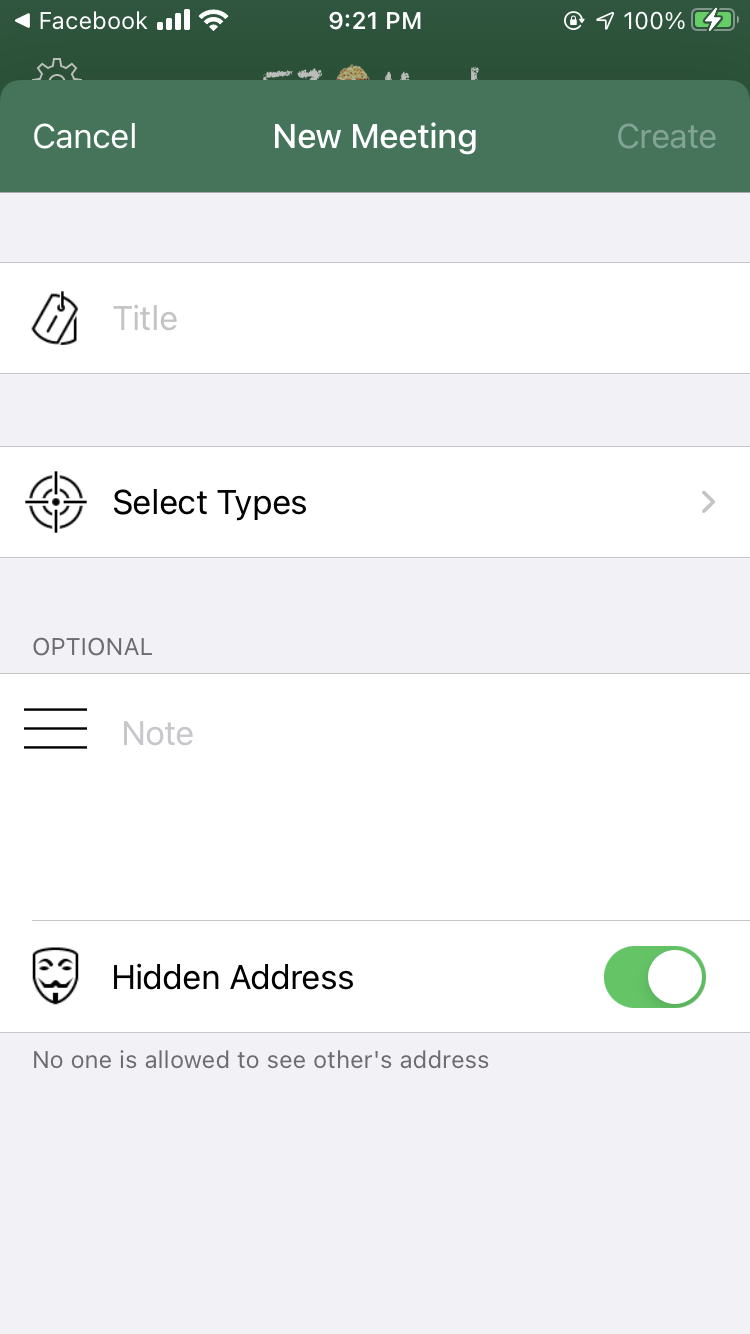 Facebook 9:21 PM 100%
Cancel New Meeting Create
Title
Select Types
OPTIONAL
Note
Hidden Address
No one is allowed to see other's address